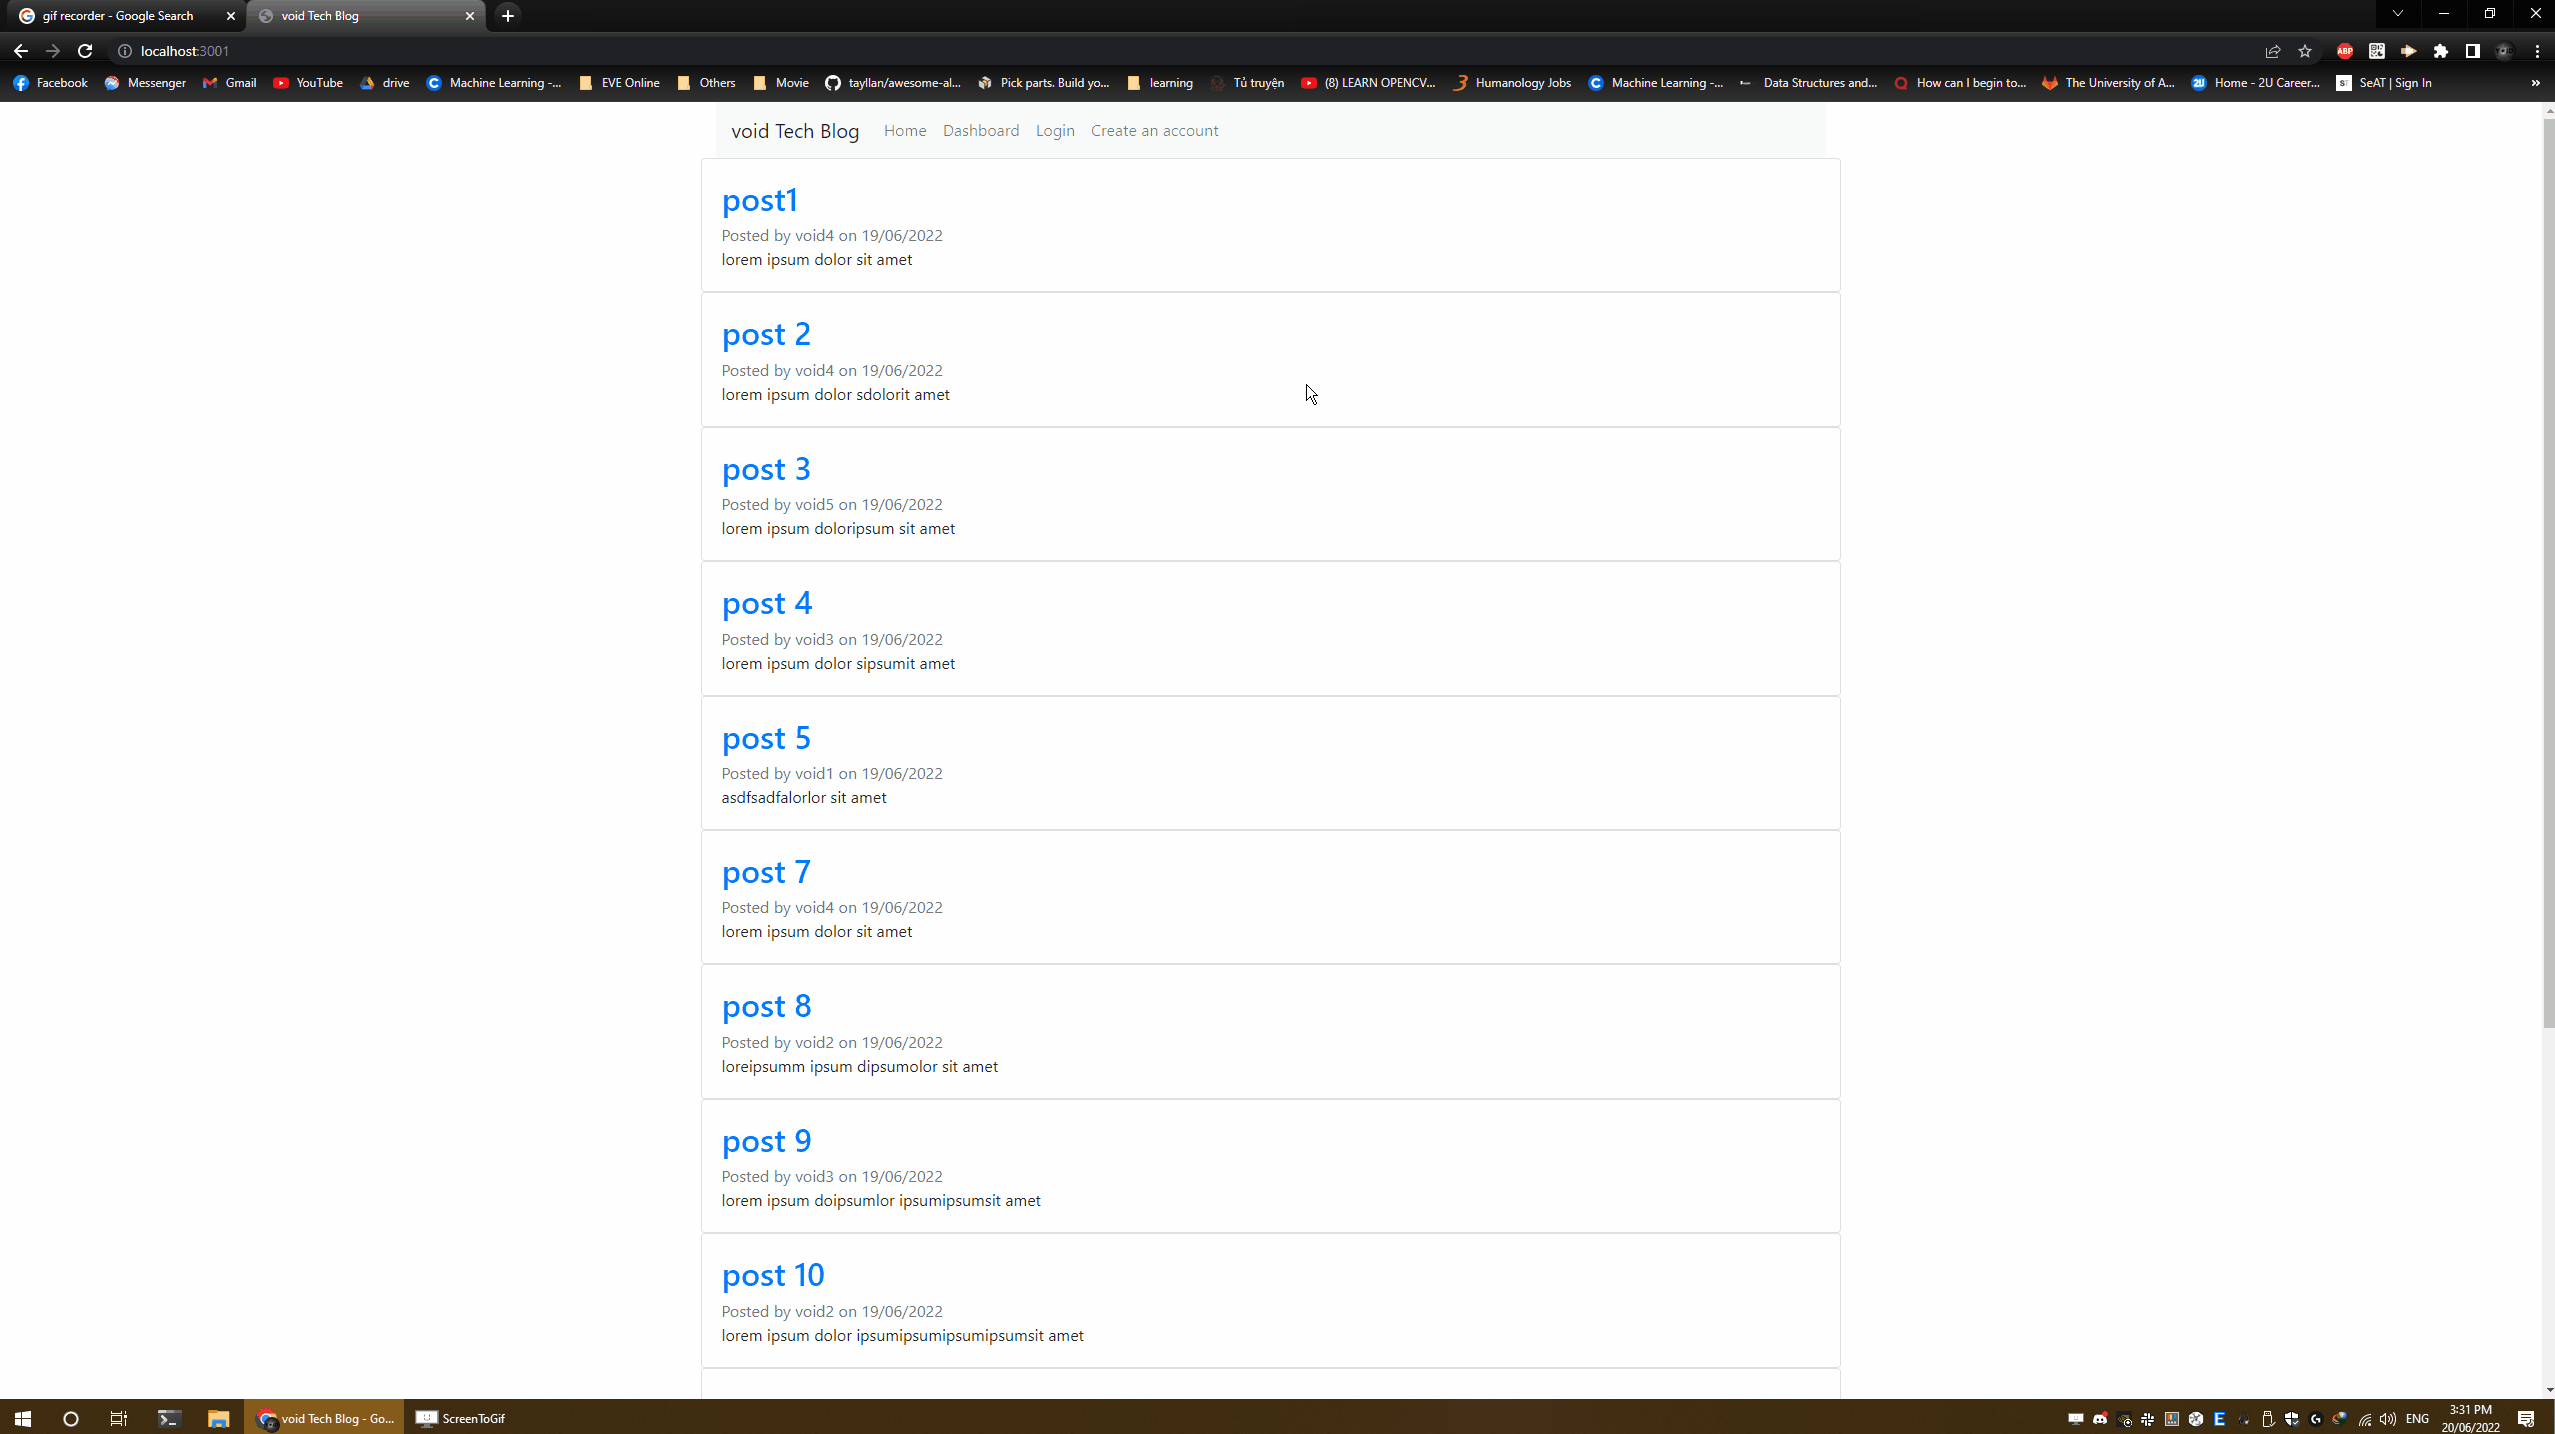 gif recorder - Google Search
void Tech Blog
localhost:3001
ABP
Facebook Messenger Gmail YouTube drive Machine Learning -... EVE Online Others Movie tayllan/awesome-al... Pick parts. Build yo... learning Tủ truyện (8) LEARN OPENCV... Humanology Jobs Machine Learning -... Data Structures and... How can I begin to... The University of A... 2U Home - 2U Career... ST SeAT | Sign In »
void Tech Blog Home Dashboard Login Create an account
post1
Posted by void4 on 19/06/2022
lorem ipsum dolor sit amet
post 2
Posted by void4 on 19/06/2022
lorem ipsum dolor sdolorit amet
post 3
Posted by void5 on 19/06/2022
lorem ipsum doloripsum sit amet
post 4
Posted by void3 on 19/06/2022
lorem ipsum dolor sipsumit amet
post 5
Posted by void1 on 19/06/2022
asdfsadfalorlor sit amet
post 7
Posted by void4 on 19/06/2022
lorem ipsum dolor sit amet
post 8
Posted by void2 on 19/06/2022
loreipsumm ipsum dipsumolor sit amet
post 9
Posted by void3 on 19/06/2022
lorem ipsum doipsumlor ipsumipsumsit amet
post 10
Posted by void2 on 19/06/2022
lorem ipsum dolor ipsumipsumipsumipsumsit amet
void Tech Blog - Go... ScreenToGif ENG 3:31 PM
20/06/2022